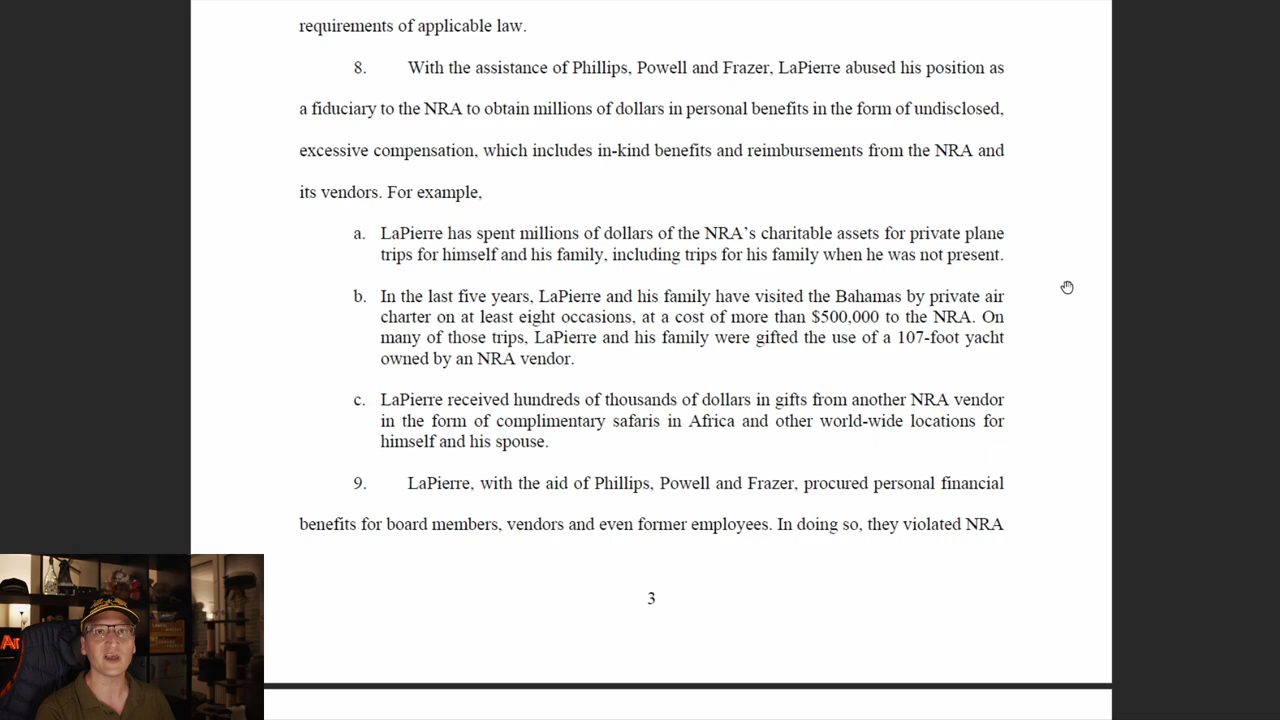 requirements of applicable law.
8. With the assistance of Phillips, Powell and Frazer, LaPierre abused his position as
a fiduciary to the NRA to obtain millions of dollars in personal benefits in the form of undisclosed,
excessive compensation, which includes in-kind benefits and reimbursements from the NRA and
its vendors. For example,
a. LaPierre has spent millions of dollars of the NRA's charitable assets for private plane
trips for himself and his family, including trips for his family when he was not present.
b. In the last five years, LaPierre and his family have visited the Bahamas by private air
charter on at least eight occasions, at a cost of more than $500,000 to the NRA. On
many of those trips, LaPierre and his family were gifted the use of a 107-foot yacht
owned by an NRA vendor.
c. LaPierre received hundreds of thousands of dollars in gifts from another NRA vendor
in the form of complimentary safaris in Africa and other world-wide locations for
himself and his spouse.
9. LaPierre, with the aid of Phillips, Powell and Frazer, procured personal financial
benefits for board members, vendors and even former employees. In doing so, they violated NRA
3